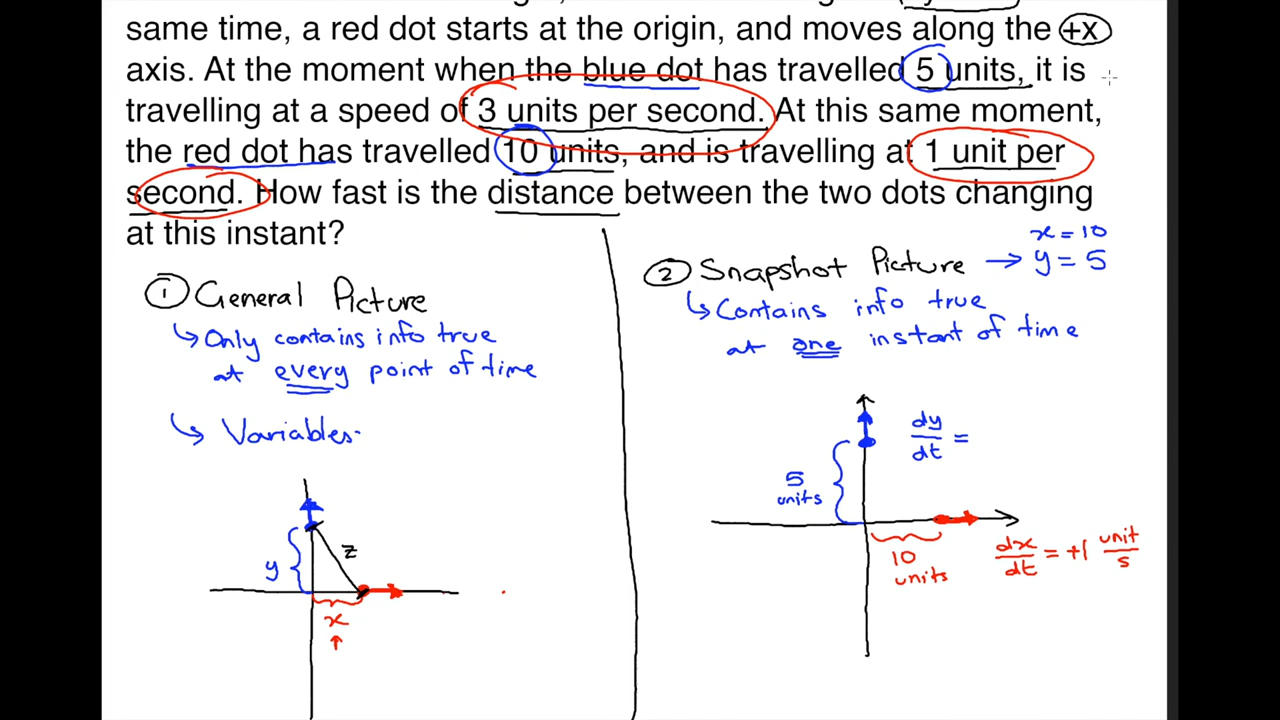 same time, a red dot starts at the origin, and moves along the +X
axis. At the moment when the blue dot has travelled 5 units, it is
travelling at a speed of 3 units per second. At this same moment,
the red dot has travelled 10 units, and is travelling at 1 unit per
second. How fast is the distance between the two dots changing
at this instant?
① General Picture
↳ Only contains info true
at every point of time
↳ Variables
y
z
x
↑
② Snapshot Picture → x = 10
y = 5
↳ Contains info true
at one instant of time
dy/dt =
5
units
10
units
dx/dt = +1 unit/s